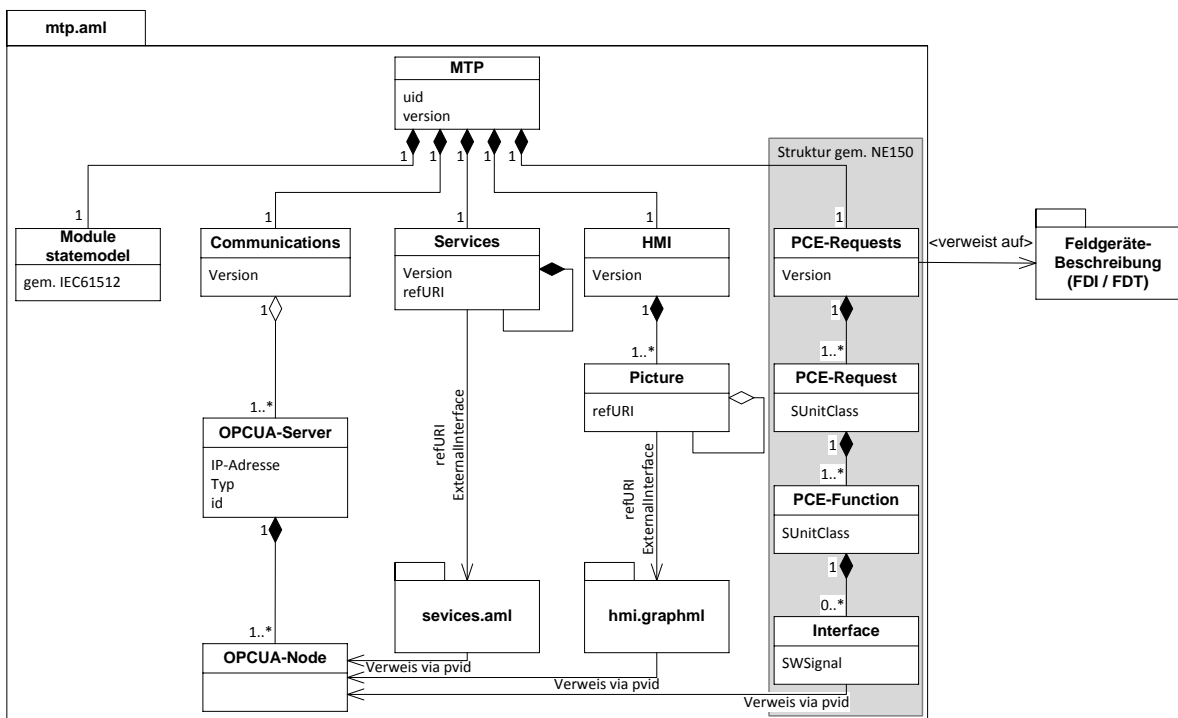 mtp.aml
MTP
uid
version
1
1
1
1
1
Struktur gem. NE150
1
1
1
1
1
Module
statemodel
gem. IEC61512
Communications
Version
Services
Version
refURI
HMI
Version
PCE-Requests
Version
<verweist auf>
Feldgeräte-
Beschreibung
(FDI / FDT)
1
1
1
1..*
1..*
1..*
OPCUA-Server
IP-Adresse
Typ
id
refURI
ExternalInterface
Picture
refURI
PCE-Request
SUnitClass
1
1..*
refURI
ExternalInterface
PCE-Function
SUnitClass
1
1
0..*
1..*
sevices.aml
hmi.graphml
Interface
SWSignal
OPCUA-Node
Verweis via pvid
Verweis via pvid
Verweis via pvid